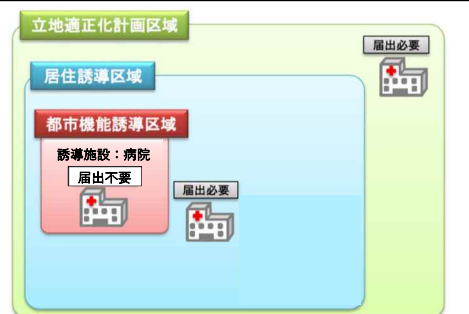 立地適正化計画区域
届出必要
居住誘導区域
都市機能誘導区域
誘導施設：病院
届出不要
届出必要